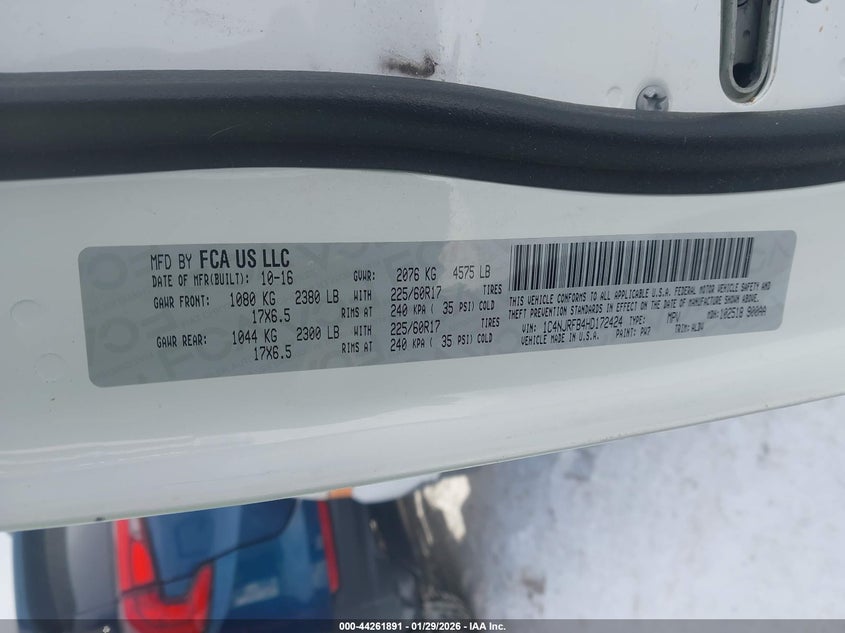 MFD BY FCA US LLC
DATE OF MFR(BUILT): 10-16 GVWR: 2076 KG 4575 LB
GAWR FRONT: 1080 KG 2380 LB WITH 225/60R17 TIRES
17X6.5 RIMS AT 240 KPA ( 35 PSI) COLD
GAWR REAR: 1044 KG 2300 LB WITH 225/60R17 TIRES
17X6.5 RIMS AT 240 KPA ( 35 PSI) COLD
THIS VEHICLE CONFORMS TO ALL APPLICABLE U.S.A. FEDERAL MOTOR VEHICLE SAFETY AND
THEFT PREVENTION STANDARDS IN EFFECT ON THE DATE OF MANUFACTURE SHOWN ABOVE.
VIN: 1C4NJRFB4HD172424 TYPE: MPV MDH: 102518 900AA
VEHICLE MADE IN U.S.A. PAINT: PW7 TRIM:
000-44261891 - 01/29/2026 - IAA Inc.